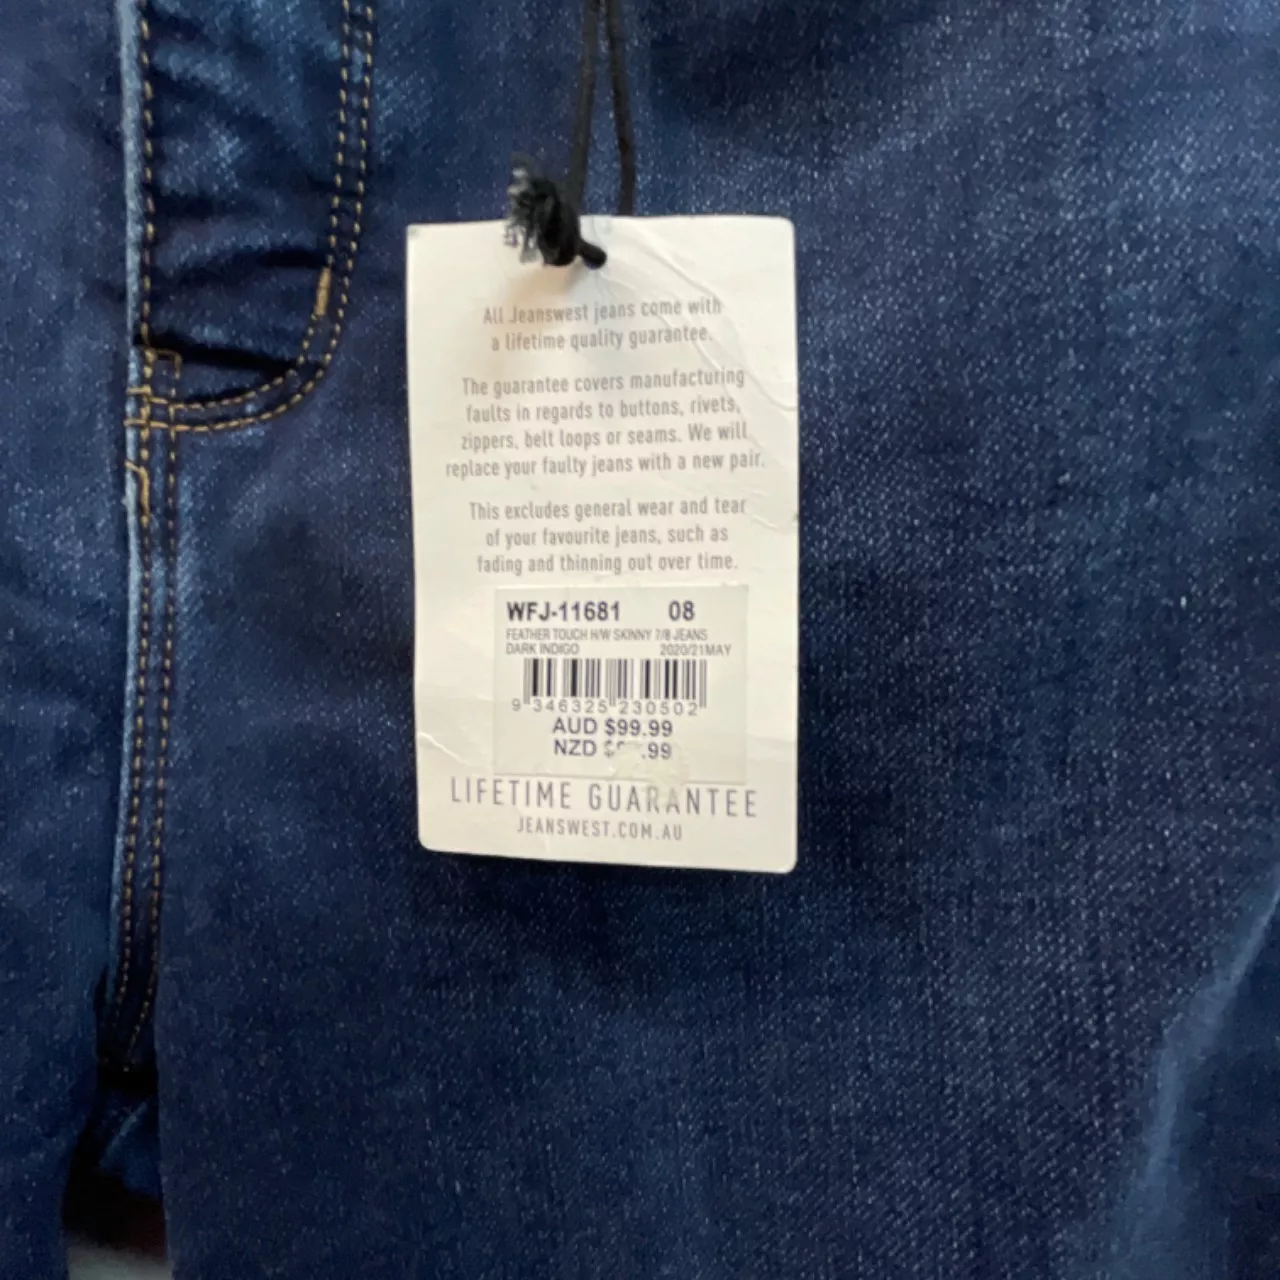 All Jeanswest jeans come with
a lifetime quality guarantee.
The guarantee covers manufacturing
faults in regards to buttons, rivets,
zippers, belt loops or seams. We will
replace your faulty jeans with a new pair.
This excludes general wear and tear
of your favourite jeans, such as
fading and thinning out over time.
WFJ-11681 08
FEATHER TOUCH H/W SKINNY 7/8 JEANS
DARK INDIGO 2020/21MAY
9 346325 230502
AUD $99.99
NZD
LIFETIME GUARANTEE
JEANSWEST.COM.AU